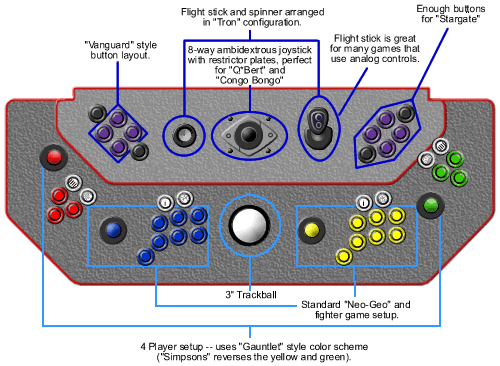 Flight stick and spinner arranged
in "Tron" configuration.
Enough buttons
for "Stargate"
"Vanguard" style
button layout.
8-way ambidextrous joystick
with restrictor plates, perfect
for "Q*Bert" and
"Congo Bongo"
Flight stick is great
for many games that
use analog controls.
3" Trackball
Standard "Neo-Geo" and
fighter game setup.
4 Player setup -- uses "Gauntlet" style color scheme
("Simpsons" reverses the yellow and green).